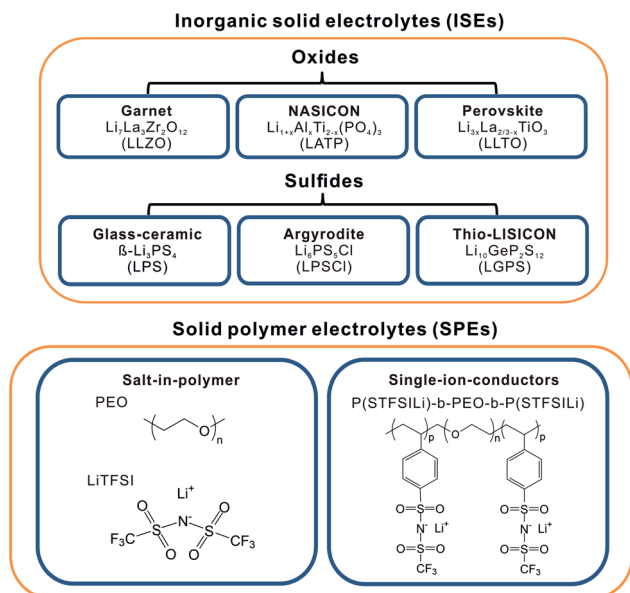 Inorganic solid electrolytes (ISEs)
Oxides
Garnet
Li₇La₃Zr₂O₁₂
(LLZO)
NASICON
Li₁₊ₓAlₓTi₂₋ₓ(PO₄)₃
(LATP)
Perovskite
Li₃ₓLa₂/₃₋ₓTiO₃
(LLTO)
Sulfides
Glass-ceramic
ß-Li₃PS₄
(LPS)
Argyrodite
Li₆PS₅Cl
(LPSCl)
Thio-LISICON
Li₁₀GeP₂S₁₂
(LGPS)
Solid polymer electrolytes (SPEs)
Salt-in-polymer
PEO
O
n
LiTFSI
Li⁺
O O
N⁻
S S
F₃C CF₃
O O
Single-ion-conductors
P(STFSILi)-b-PEO-b-P(STFSILi)
p O n p
O=S=O O=S=O
N⁻ Li⁺ N⁻ Li⁺
O=S=O O=S=O
CF₃ CF₃